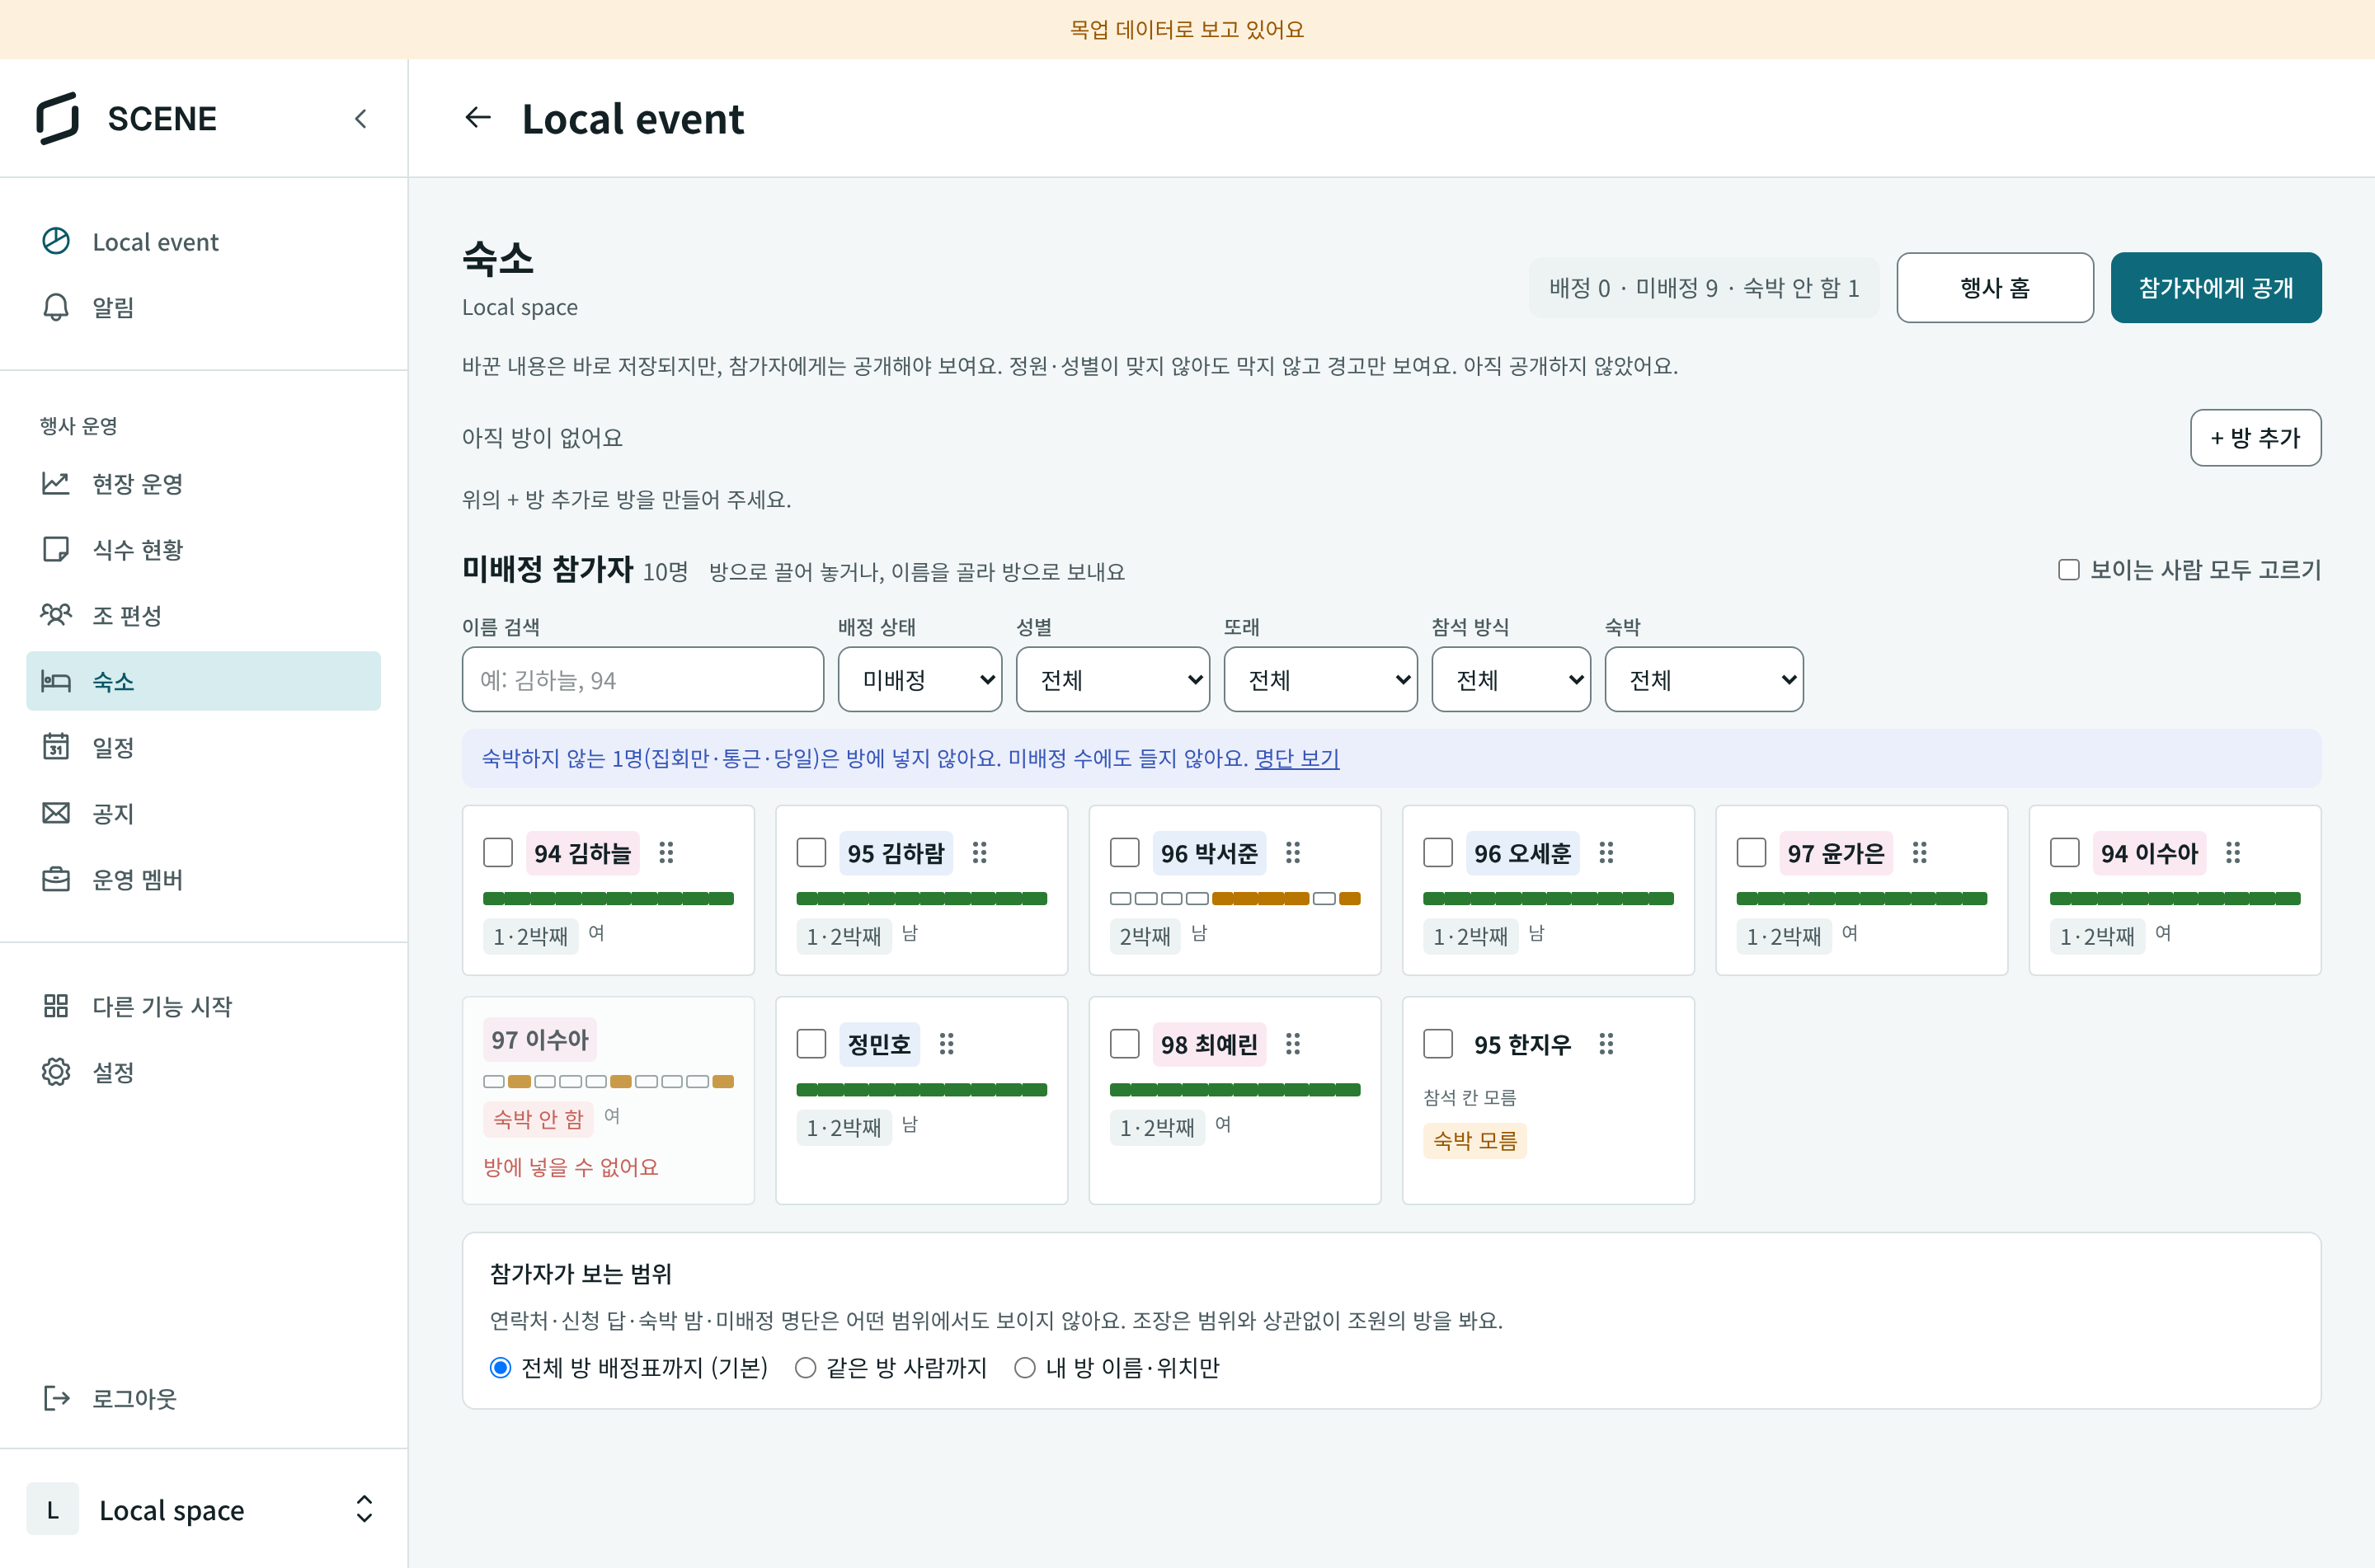 목업 데이터로 보고 있어요
SCENE
Local event
Local event
알림
행사 운영
현장 운영
식수 현황
조 편성
숙소
일정
공지
운영 멤버
다른 기능 시작
설정
로그아웃
L Local space
숙소
Local space
배정 0 · 미배정 9 · 숙박 안 함 1
행사 홈
참가자에게 공개
바꾼 내용은 바로 저장되지만, 참가자에게는 공개해야 보여요. 정원·성별이 맞지 않아도 막지 않고 경고만 보여요. 아직 공개하지 않았어요.
아직 방이 없어요
+ 방 추가
위의 + 방 추가로 방을 만들어 주세요.
미배정 참가자 10명 방으로 끌어 놓거나, 이름을 골라 방으로 보내요
보이는 사람 모두 고르기
이름 검색 배정 상태 성별 또래 참석 방식 숙박
예: 김하늘, 94 미배정 전체 전체 전체 전체
숙박하지 않는 1명(집회만·통근·당일)은 방에 넣지 않아요. 미배정 수에도 들지 않아요. 명단 보기
94 김하늘
1·2박째 여
95 김하람
1·2박째 남
96 박서준
2박째 남
96 오세훈
1·2박째 남
97 윤가은
1·2박째 여
94 이수아
1·2박째 여
97 이수아
숙박 안 함 여
방에 넣을 수 없어요
정민호
1·2박째 남
98 최예린
1·2박째 여
95 한지우
참석 칸 모름
숙박 모름
참가자가 보는 범위
연락처·신청 답·숙박 밤·미배정 명단은 어떤 범위에서도 보이지 않아요. 조장은 범위와 상관없이 조원의 방을 봐요.
전체 방 배정표까지 (기본) 같은 방 사람까지 내 방 이름·위치만